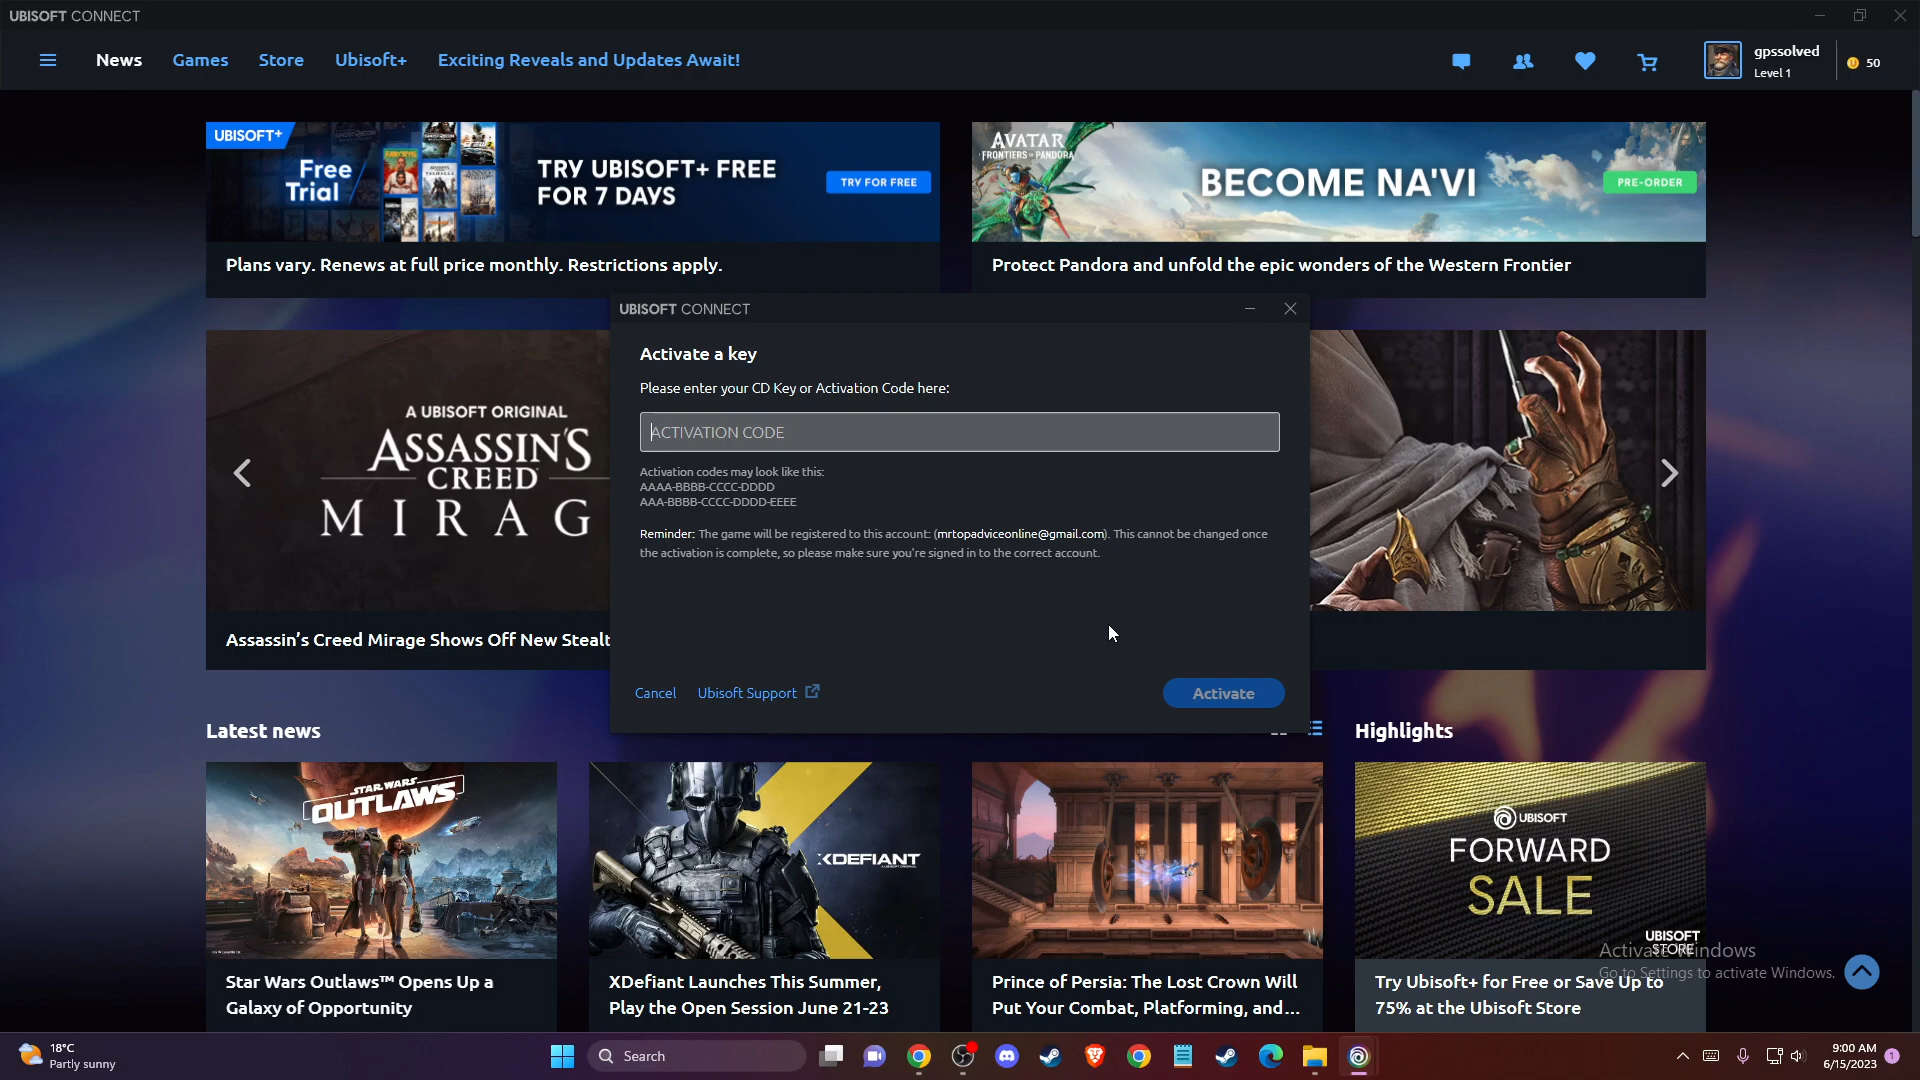 UBISOFT CONNECT
News Games Store Ubisoft+ Exciting Reveals and Updates Await!
gpssolved
Level 1
50
UBISOFT+
Free
Trial
TRY UBISOFT+ FREE
FOR 7 DAYS
TRY FOR FREE
Plans vary. Renews at full price monthly. Restrictions apply.
AVATAR
FRONTIERS OF PANDORA
BECOME NA'VI
PRE-ORDER
Protect Pandora and unfold the epic wonders of the Western Frontier
A UBISOFT ORIGINAL
ASSASSIN'S
CREED
MIRAG
Assassin's Creed Mirage Shows Off New Stealt
UBISOFT CONNECT
Activate a key
Please enter your CD Key or Activation Code here:
ACTIVATION CODE
Activation codes may look like this:
AAAA-BBBB-CCCC-DDDD
AAA-BBBB-CCCC-DDDD-EEEE
Reminder: The game will be registered to this account: (mrtopadviceonline@gmail.com). This cannot be changed once
the activation is complete, so please make sure you're signed in to the correct account.
Cancel Ubisoft Support Activate
Latest news
Highlights
STAR WARS
OUTLAWS
Star Wars Outlaws™ Opens Up a
Galaxy of Opportunity
XDEFIANT
XDefiant Launches This Summer,
Play the Open Session June 21-23
Prince of Persia: The Lost Crown Will
Put Your Combat, Platforming, and...
UBISOFT
FORWARD
SALE
UBISOFT
STORE
Try Ubisoft+ for Free or Save Up to
75% at the Ubisoft Store
Activate Windows
Go to Settings to activate Windows.
18°C
Partly sunny
Search
9:00 AM
6/15/2023
1